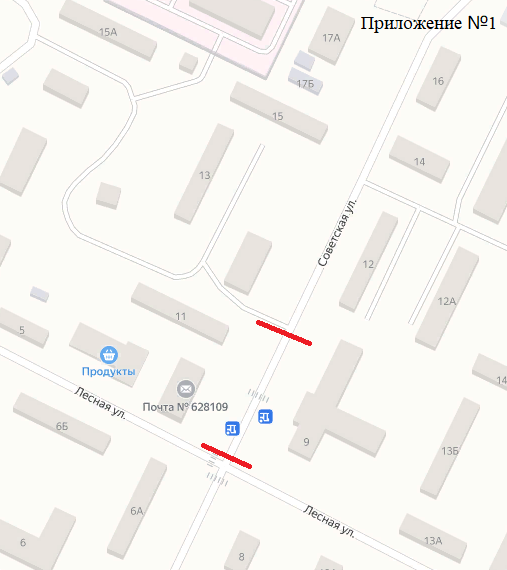 Приложение №1
15А
17А
16
17Б
15
14
13
Советская ул.
12
12А
11
5
Продукты
14
Лесная ул.
Почта № 628109
6Б
9
13Б
6А
Лесная ул.
13А
6
8